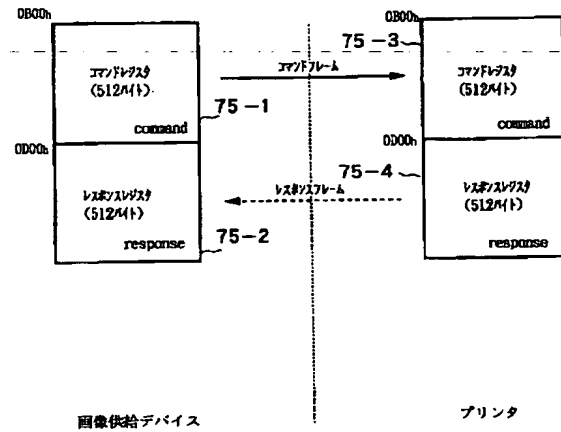 0B00h
コマンドレジスタ
(512バイト)
command
75-1
0D00h
レスポンスレジスタ
(512バイト)
response
75-2
コマンドフレーム
レスポンスフレーム
0B00h
75-3
コマンドレジスタ
(512バイト)
command
0D00h
75-4
レスポンスレジスタ
(512バイト)
response
画像供給デバイス
プリンタ